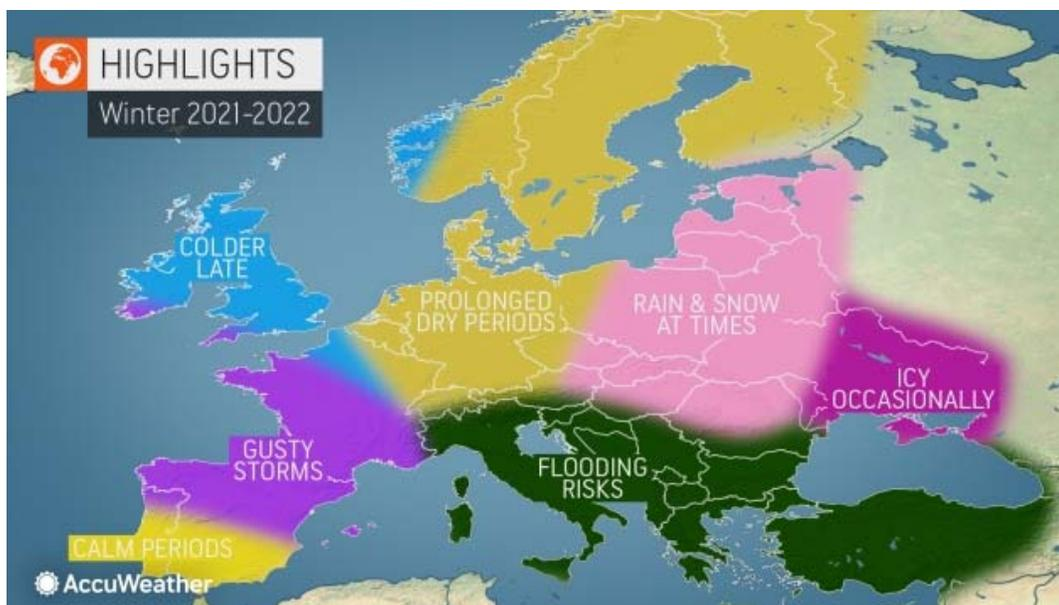 HIGHLIGHTS
Winter 2021-2022
COLDER
LATE
PROLONGED
DRY PERIODS
RAIN & SNOW
AT TIMES
ICY
OCCASIONALLY
GUSTY
STORMS
FLOODING
RISKS
CALM PERIODS
AccuWeather